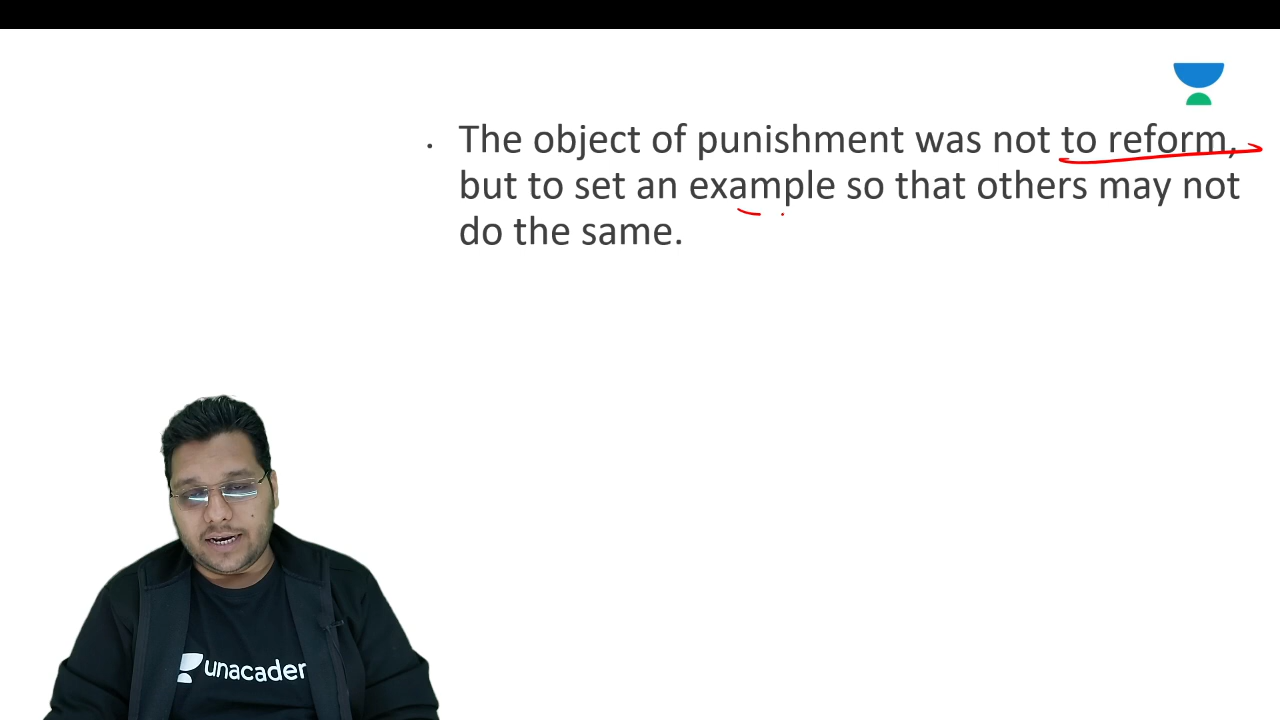 The object of punishment was not to reform,
but to set an example so that others may not
do the same.
unacader